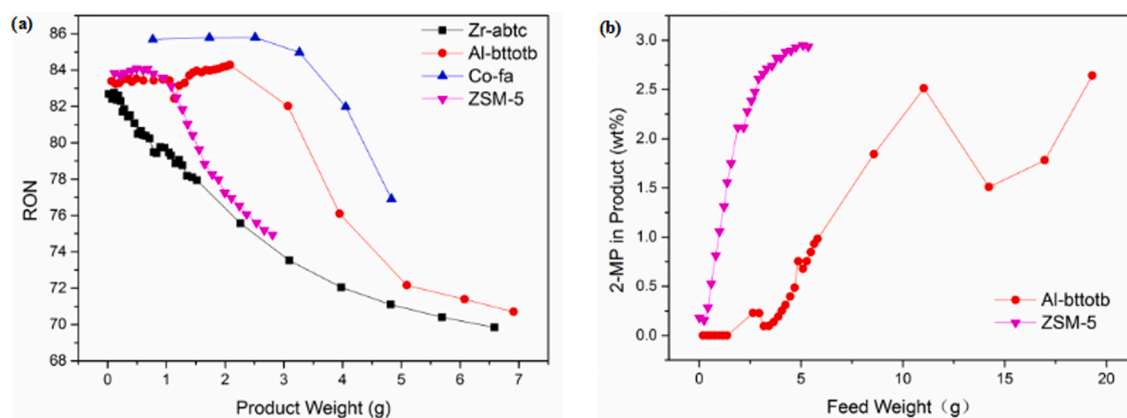 (a)
86
84
82
80
78
76
74
72
70
68
RON
0 1 2 3 4 5 6 7
Product Weight (g)
Zr-abtc
Al-bttotb
Co-fa
ZSM-5
(b)
3.0
2.5
2.0
1.5
1.0
0.5
0.0
2-MP in Product (wt%)
0 5 10 15 20
Feed Weight (g)
Al-bttotb
ZSM-5